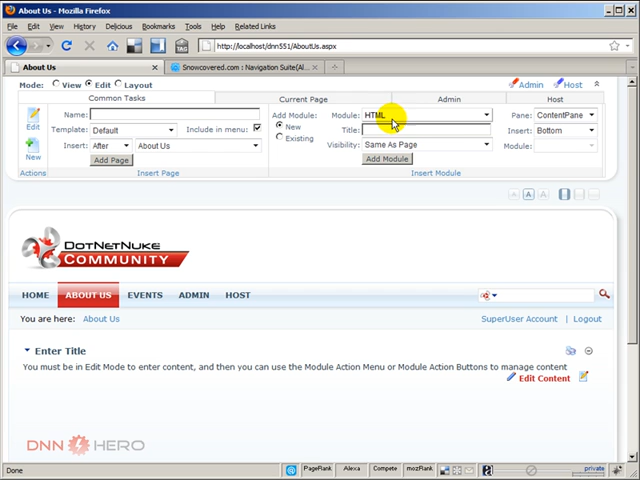 About Us - Mozilla Firefox
File Edit View History Delicious Bookmarks Tools Help Related Links
http://localhost/dnn551/AboutUs.aspx
About Us
Snowcovered.com : Navigation Suite(Al...
Mode: View Edit Layout
Admin Host
Common Tasks Current Page Admin Host
Edit
New
Actions
Name:
Template: Default Include in menu:
Insert: After About Us
Add Page
Insert Page
Add Module:
New
Existing
Module: HTML
Title:
Visibility: Same As Page
Add Module
Insert Module
Pane: ContentPane
Insert: Bottom
Module:
A A A
DOTNETNUKE
COMMUNITY
HOME ABOUT US EVENTS ADMIN HOST
You are here: About Us
SuperUser Account | Logout
Enter Title
You must be in Edit Mode to enter content, and then you can use the Module Action Menu or Module Action Buttons to manage content
Edit Content
DNN HERO
Done
PageRank Alexa Compete mozRank
private